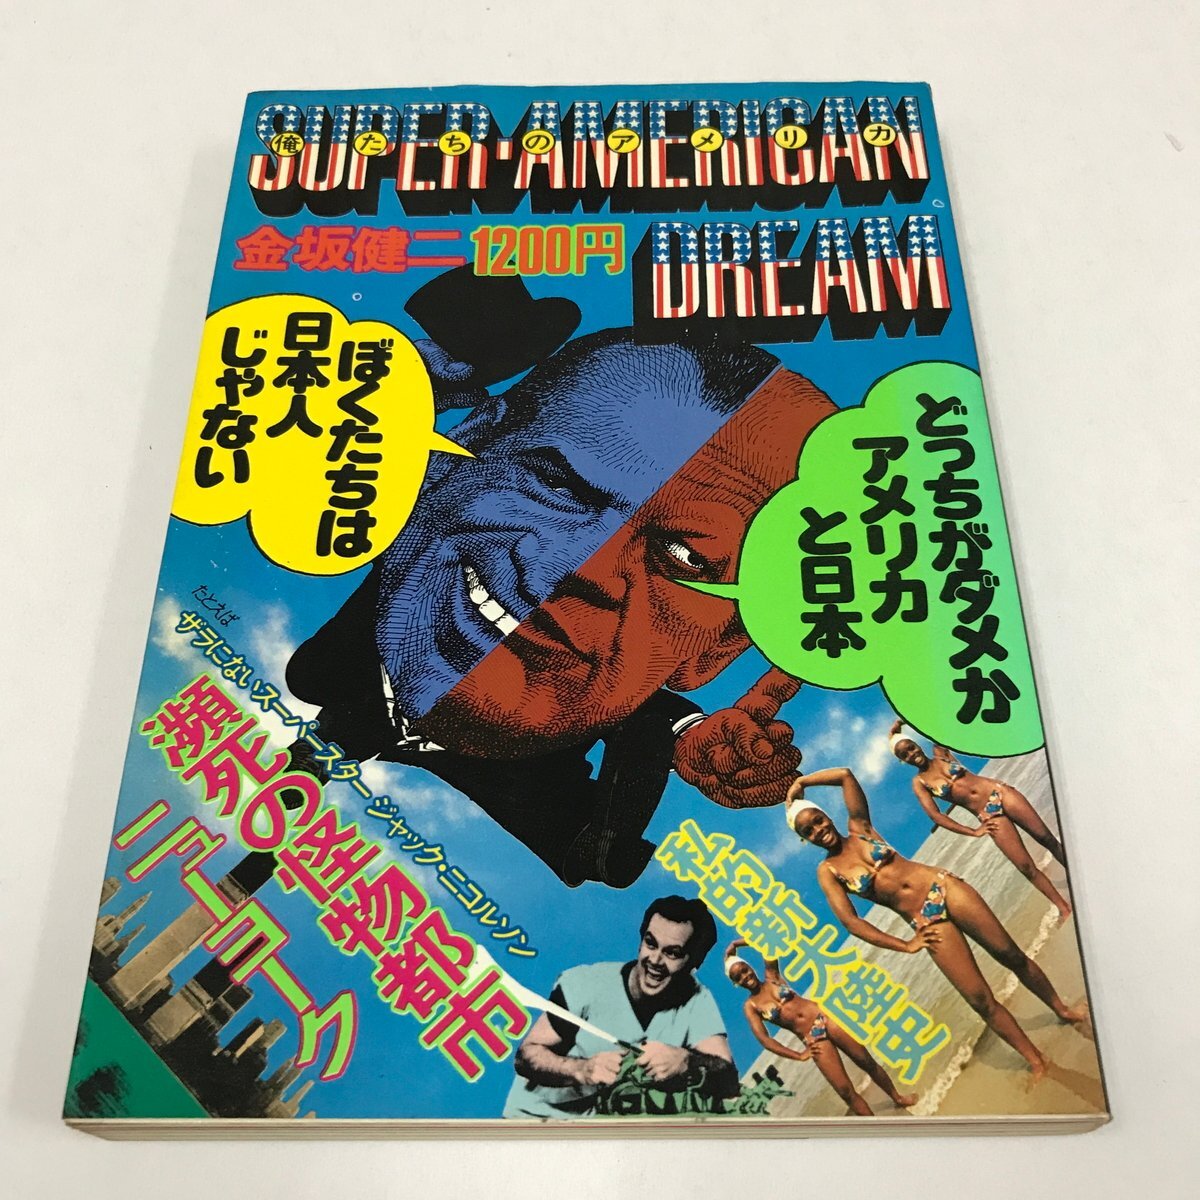 SUPER-AMERICAN
俺たちのアメリカ
DREAM
金坂健二
1200円
ぼくたちは
日本人
じゃない
どっちがダメか
アメリカ
と日本
たとえば
ザラにないスーパースター ジャック・ニコルソン
瀕死の怪物都市
ニューヨーク
私的新大陸史